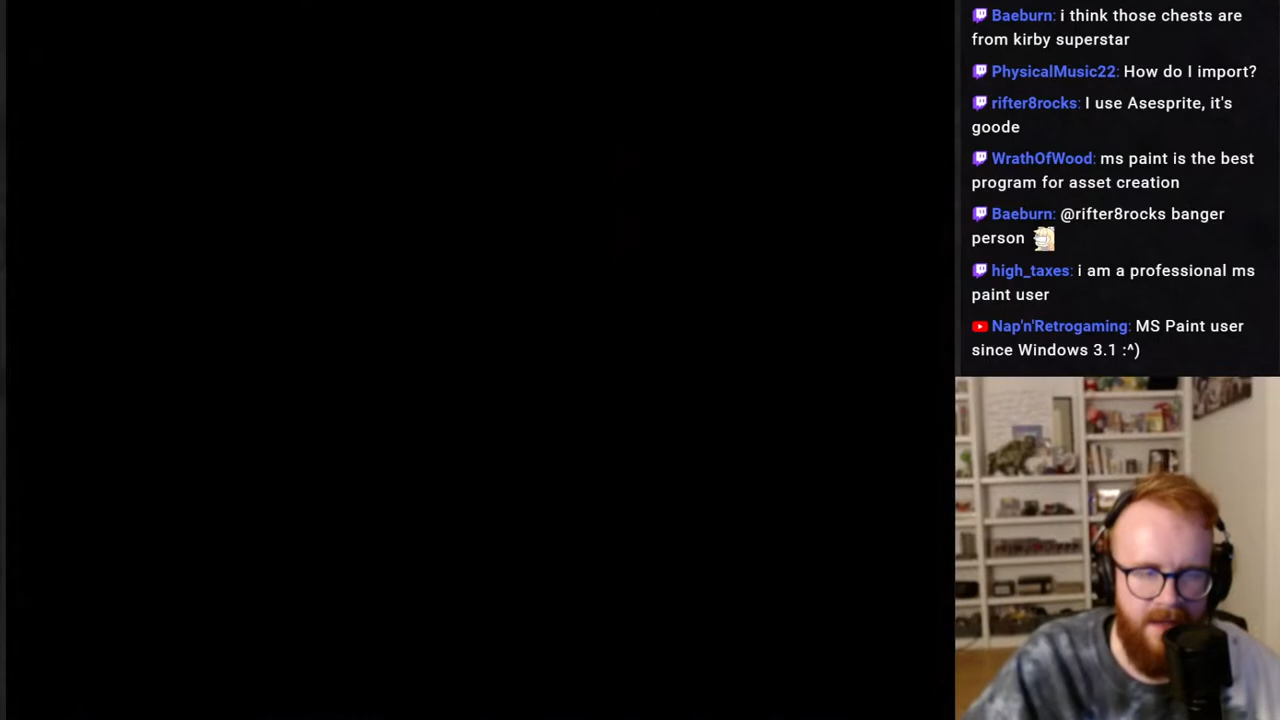 Baeburn: i think those chests are
from kirby superstar
PhysicalMusic22: How do I import?
rifter8rocks: I use Asesprite, it's
goode
WrathOfWood: ms paint is the best
program for asset creation
Baeburn: @rifter8rocks banger
person
high_taxes: i am a professional ms
paint user
Nap'n'Retrogaming: MS Paint user
since Windows 3.1 :^)